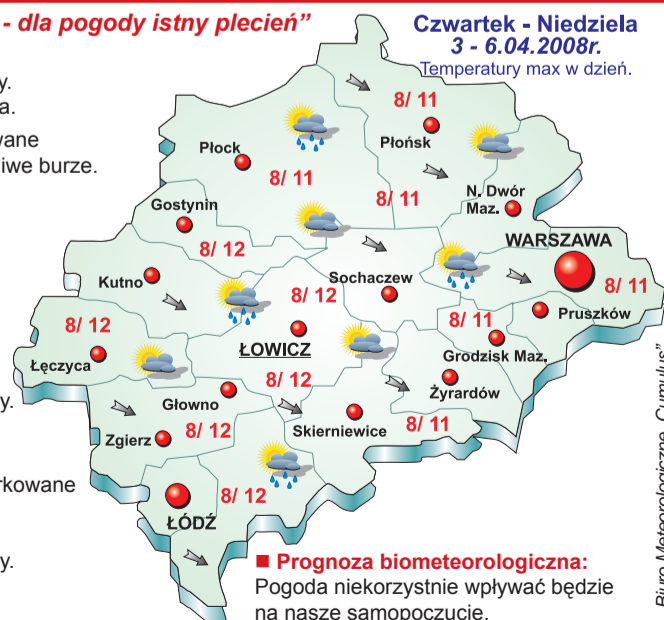 - dla pogody istny plecień”
Czwartek - Niedziela
3 - 6.04.2008r.
Temperatury max w dzień.
y.
a.
wane
iwe burze.
8/ 11
8/ 11
Płońsk
Płock
8/ 11
8/ 11
N. Dwór
Maz.
Gostynin
8/ 12
WARSZAWA
Kutno
Sochaczew
8/ 12
8/ 11
Pruszków
8/ 12
ŁOWICZ
8/ 11
Łęczyca
Grodzisk Maz.
8/ 12
Żyrardów
y.
Głowno
Zgierz
8/ 12
Skierniewice
8/ 11
rkowane
8/ 12
ŁÓDŹ
y.
■ Prognoza biometeorologiczna:
Pogoda niekorzystnie wpływać będzie
na nasze samopoczucie.
Biuro Meteorologiczne „Cumulus”